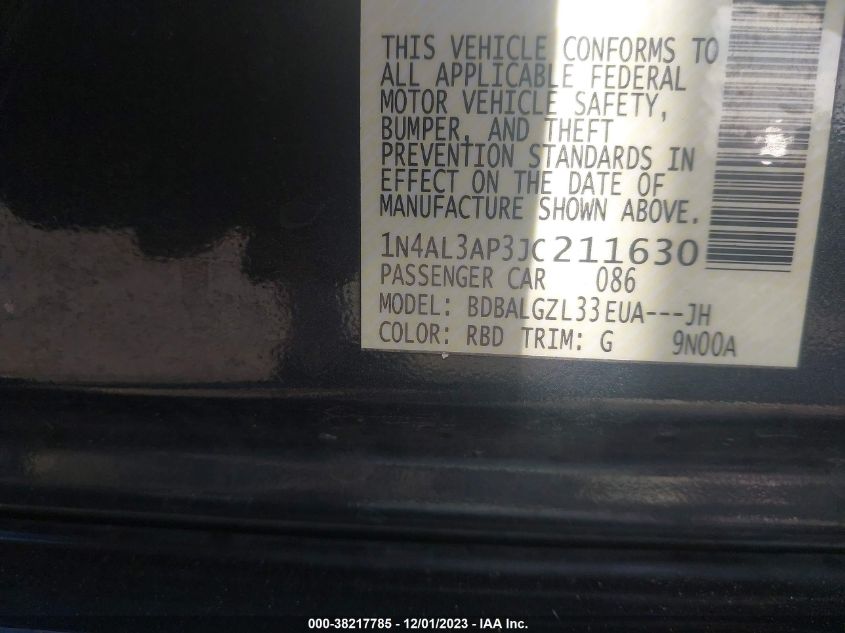 THIS VEHICLE CONFORMS TO
ALL APPLICABLE FEDERAL
MOTOR VEHICLE SAFETY,
BUMPER, AND THEFT
PREVENTION STANDARDS IN
EFFECT ON THE DATE OF
MANUFACTURE SHOWN ABOVE.
1N4AL3AP3JC211630
PASSENGER CAR 086
MODEL: BDBALGZL33EUA---JH
COLOR: RBD TRIM: G 9N00A
000-38217785 - 12/01/2023 - IAA Inc.